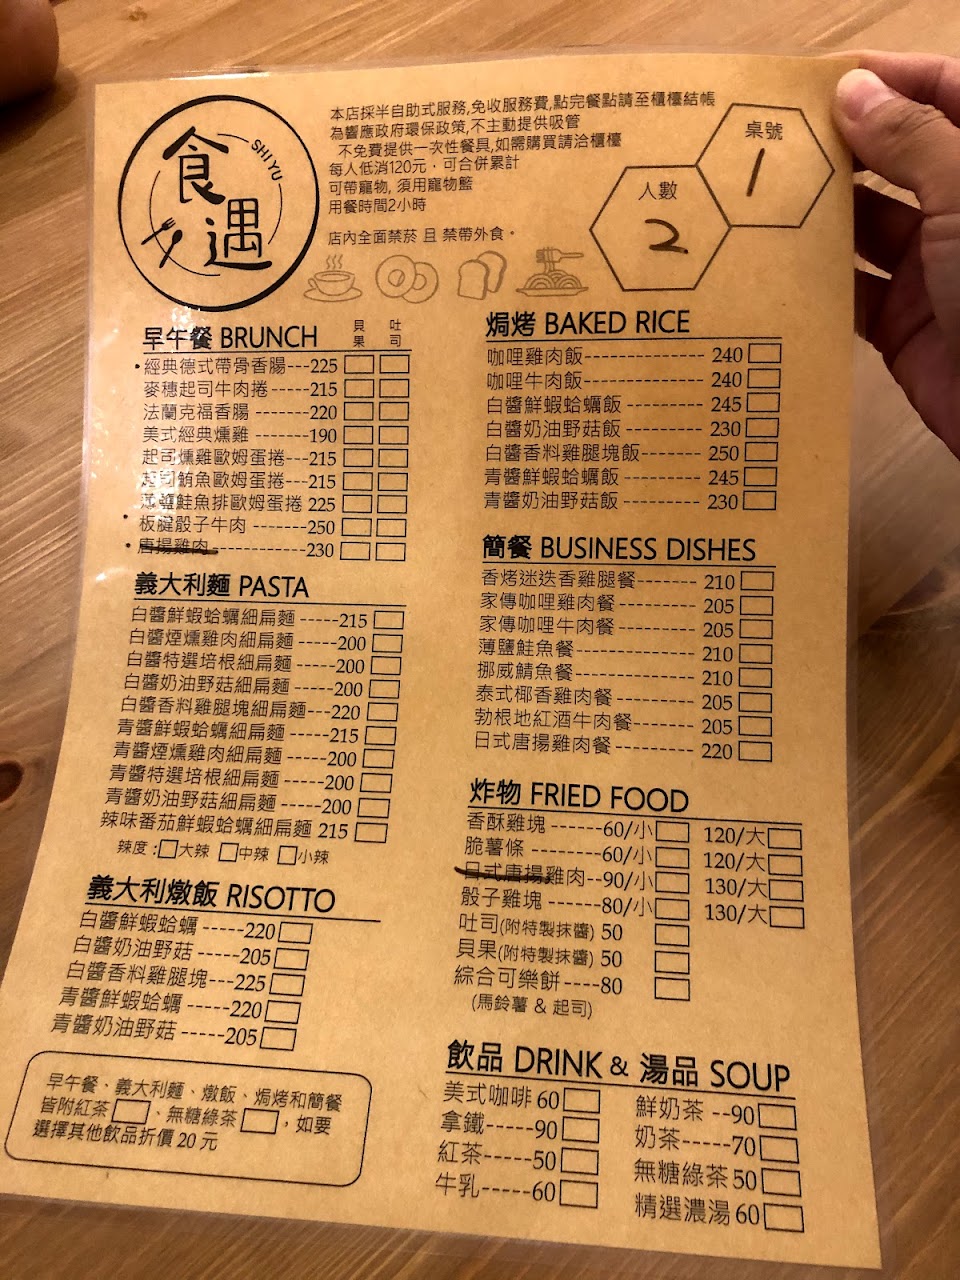 食遇
SHI YU
本店採半自助式服務,免收服務費,點完餐點請至櫃檯結帳
為響應政府環保政策,不主動提供吸管
不免費提供一次性餐具,如需購買請洽櫃檯
每人低消120元，可合併累計
可帶寵物, 須用寵物籃
用餐時間2小時
店內全面禁菸 且 禁帶外食。
人數
2
桌號
1
早午餐 BRUNCH 貝果 吐司
•經典德式帶骨香腸---225
麥穗起司牛肉捲-----215
法蘭克福香腸 -------220
美式經典燻雞 -------190
起司燻雞歐姆蛋捲---215
起司鮪魚歐姆蛋捲---215
薄鹽鮭魚排歐姆蛋捲 225
• 板腱骰子牛肉 -------250
• 唐揚雞肉------------230
義大利麵 PASTA
白醬鮮蝦蛤蠣細扁麵 -----215
白醬煙燻雞肉細扁麵 -----200
白醬特選培根細扁麵 -----200
白醬奶油野菇細扁麵 -----200
白醬香料雞腿塊細扁麵---220
青醬鮮蝦蛤蠣細扁麵 -----215
青醬煙燻雞肉細扁麵 -----200
青醬特選培根細扁麵 -----200
青醬奶油野菇細扁麵 -----200
辣味番茄鮮蝦蛤蠣細扁麵 215
辣度 :□大辣 □中辣 □小辣
義大利燉飯 RISOTTO
白醬鮮蝦蛤蠣 -----220
白醬奶油野菇 -----205
白醬香料雞腿塊---225
青醬鮮蝦蛤蠣 -----220
青醬奶油野菇 -----205
早午餐、義大利麵、燉飯、焗烤和簡餐
皆附紅茶□、無糖綠茶□，如要
選擇其他飲品折價 20 元
焗烤 BAKED RICE
咖哩雞肉飯--------------- 240
咖哩牛肉飯--------------- 240
白醬鮮蝦蛤蠣飯 --------- 245
白醬奶油野菇飯 --------- 230
白醬香料雞腿塊飯------- 250
青醬鮮蝦蛤蠣飯 --------- 245
青醬奶油野菇飯 --------- 230
簡餐 BUSINESS DISHES
香烤迷迭香雞腿餐-------- 210
家傳咖哩雞肉餐 ---------- 205
家傳咖哩牛肉餐 ---------- 205
薄鹽鮭魚餐--------------- 210
挪威鯖魚餐--------------- 210
泰式椰香雞肉餐 ---------- 205
勃根地紅酒牛肉餐-------- 205
日式唐揚雞肉餐 ---------- 220
炸物 FRIED FOOD
香酥雞塊 ------60/小 120/大
脆薯條 --------60/小 120/大
日式唐揚雞肉--90/小 130/大
骰子雞塊 ------80/小 130/大
吐司(附特製抹醬) 50
貝果(附特製抹醬) 50
綜合可樂餅----80
(馬鈴薯 & 起司)
飲品 DRINK & 湯品 SOUP
美式咖啡 60
拿鐵-----90
紅茶-----50
牛乳-----60
鮮奶茶 --90
奶茶-----70
無糖綠茶 50
精選濃湯 60